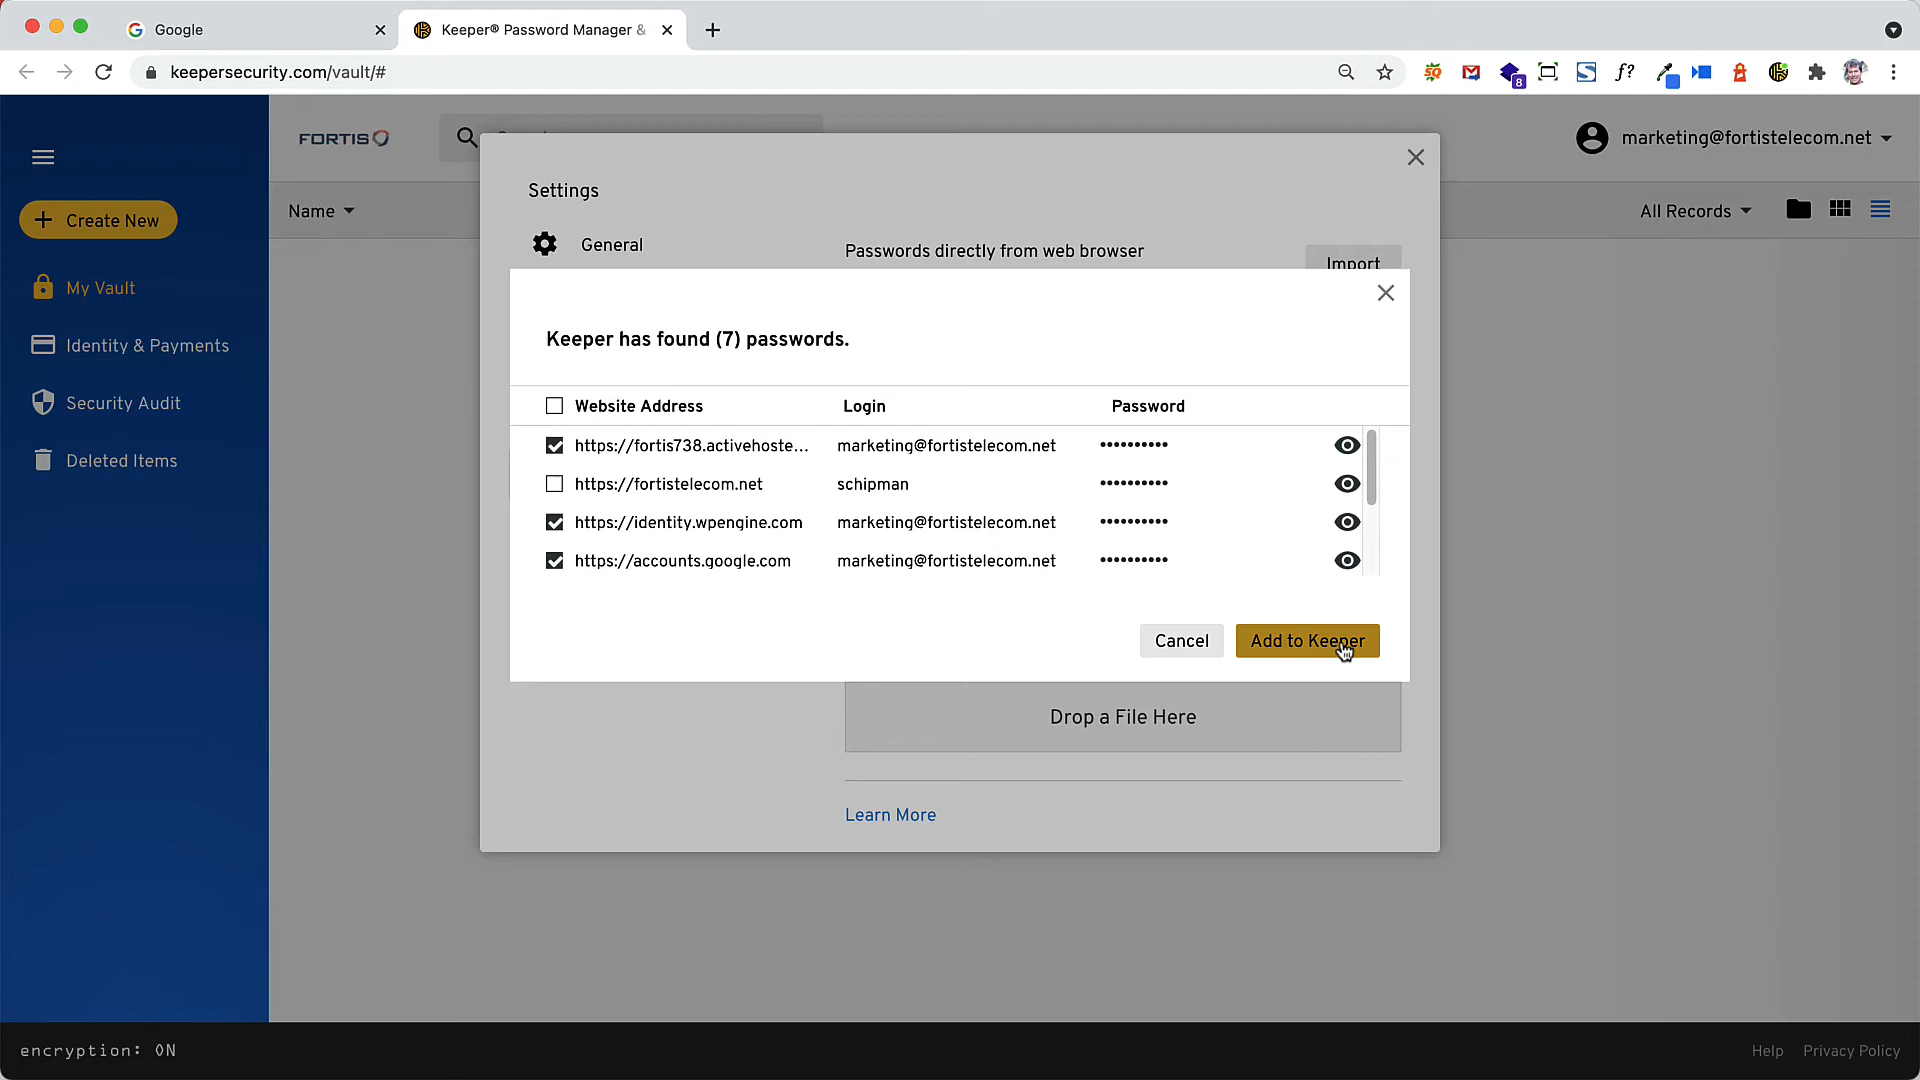 Google
Keeper® Password Manager &
keepersecurity.com/vault/#
8
f?
FORTIS
marketing@fortistelecom.net
Create New
Name
All Records
My Vault
Identity & Payments
Security Audit
Deleted Items
Settings
General
Passwords directly from web browser
Import
Keeper has found (7) passwords.
Website Address Login Password
https://fortis738.activehoste... marketing@fortistelecom.net ••••••••••
https://fortistelecom.net schipman ••••••••••
https://identity.wpengine.com marketing@fortistelecom.net ••••••••••
https://accounts.google.com marketing@fortistelecom.net ••••••••••
Cancel Add to Keeper
Drop a File Here
Learn More
encryption: ON
Help Privacy Policy